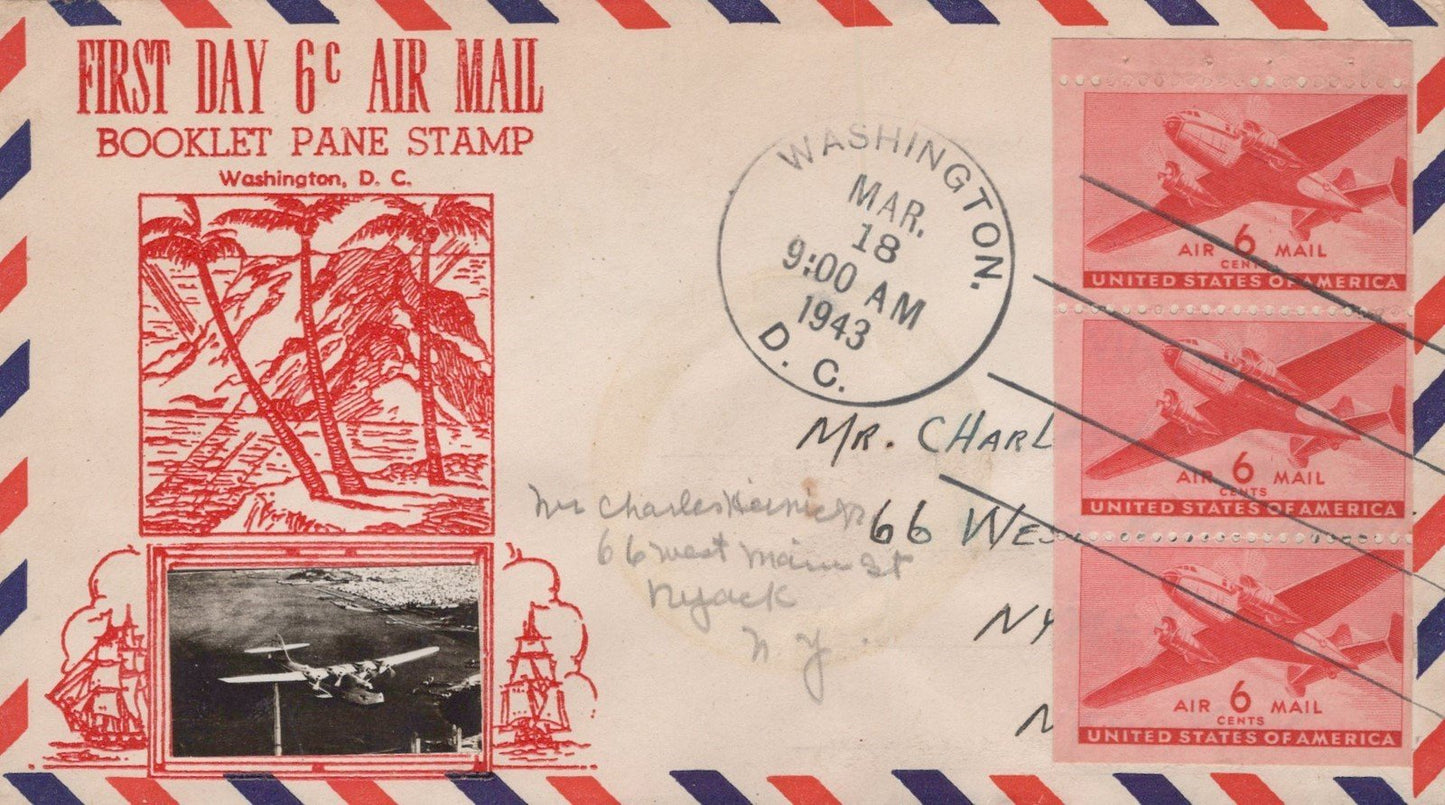 FIRST DAY 6c AIR MAIL
BOOKLET PANE STAMP
Washington, D. C.
WASHINGTON.
MAR.
18
9:00 AM
1943
D. C.
AIR 6 MAIL
CENTS
UNITED STATES OF AMERICA
AIR 6 MAIL
CENTS
UNITED STATES OF AMERICA
AIR 6 MAIL
CENTS
UNITED STATES OF AMERICA
MR. CHARL
66 WES
NY
N
Mr Charles
66 West Main St
Nyack
N Y